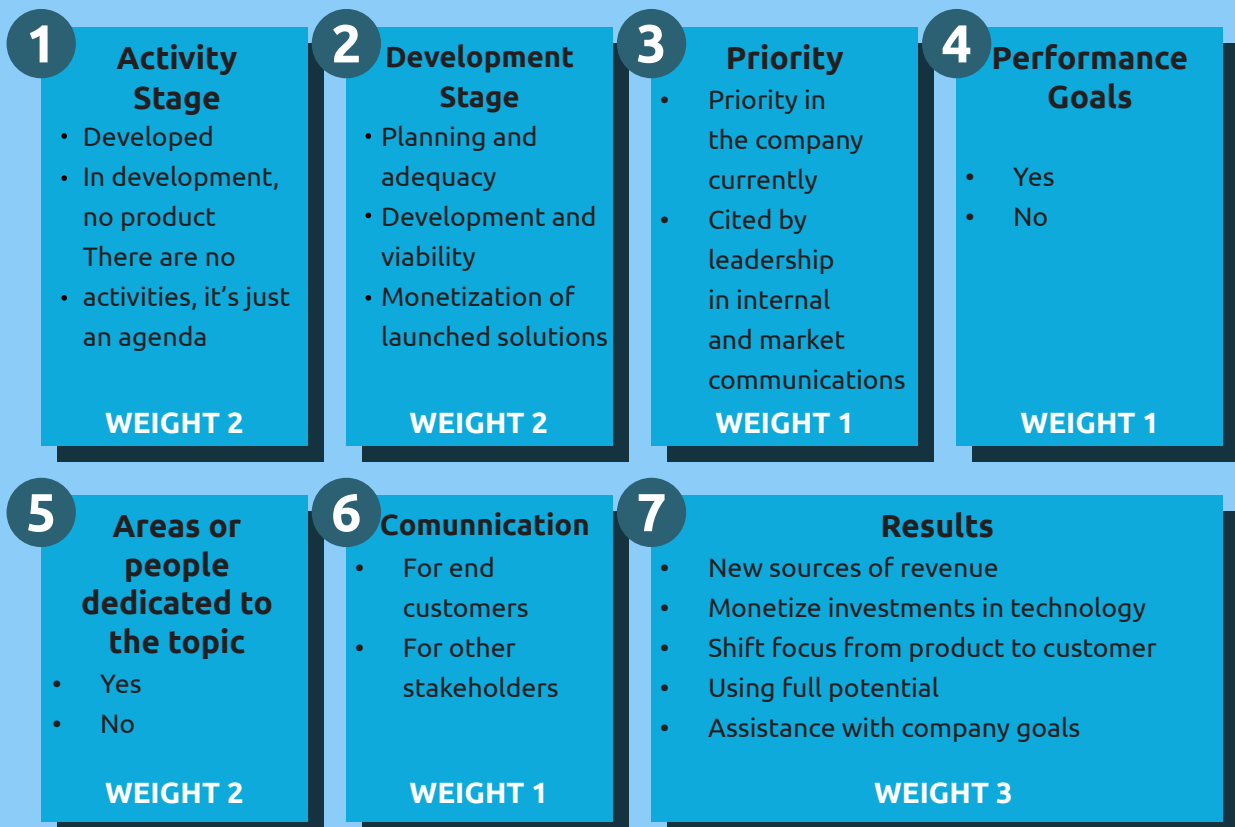 1
Activity
Stage
• Developed
• In development,
no product
There are no
• activities, it’s just
an agenda
WEIGHT 2
2
Development
Stage
• Planning and
adequacy
• Development and
viability
• Monetization of
launched solutions
WEIGHT 2
3
Priority
• Priority in
the company
currently
• Cited by
leadership
in internal
and market
communications
WEIGHT 1
4
Performance
Goals
• Yes
• No
WEIGHT 1
5
Areas or
people
dedicated to
the topic
• Yes
• No
WEIGHT 2
6
Comunnication
• For end
customers
• For other
stakeholders
WEIGHT 1
7
Results
• New sources of revenue
• Monetize investments in technology
• Shift focus from product to customer
• Using full potential
• Assistance with company goals
WEIGHT 3